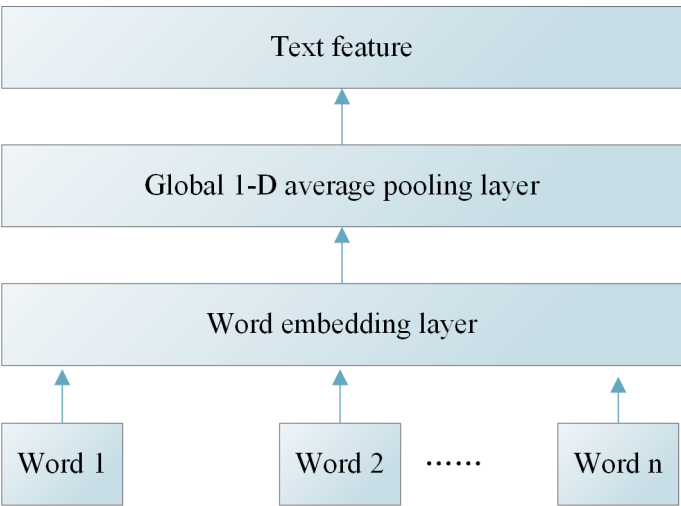 Text feature
Global 1-D average pooling layer
Word embedding layer
Word 1 Word 2 ...... Word n